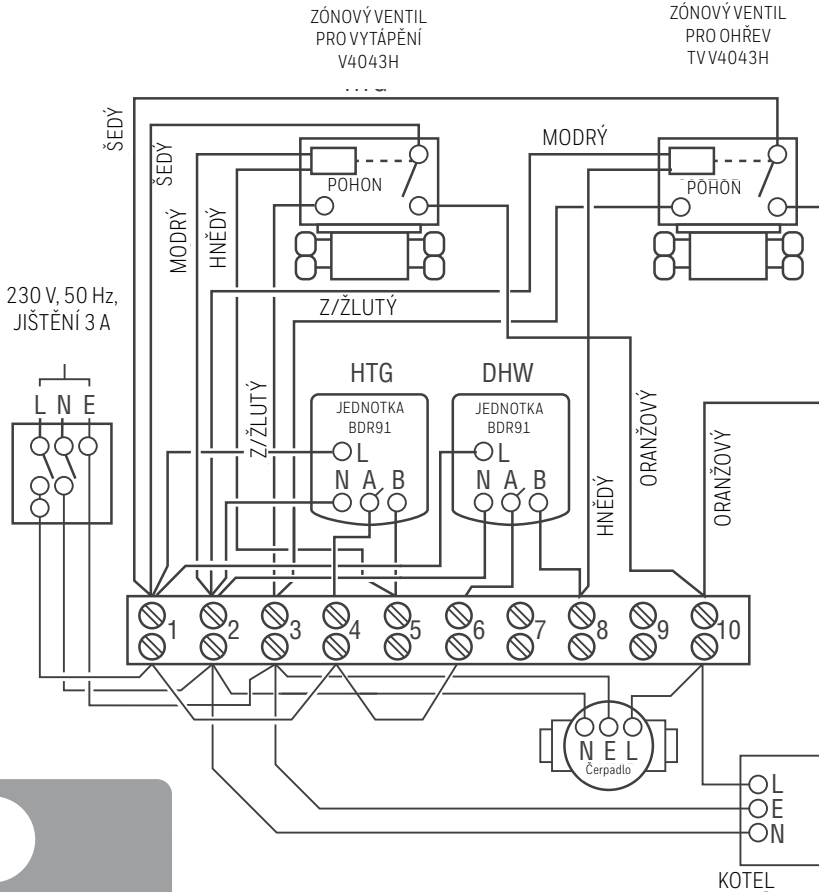 ZÓNOVÝ VENTIL
PRO VYTÁPĚNÍ
V4043H
ZÓNOVÝ VENTIL
PRO OHŘEV
TV V4043H
ŠEDÝ
ŠEDÝ
MODRÝ
HNĚDÝ
POHON
MODRÝ
POHON
230 V, 50 Hz,
JIŠTĚNÍ 3 A
L N E
Z/ŽLUTÝ
Z/ŽLUTÝ
HTG
JEDNOTKA
BDR91
L
N A B
DHW
JEDNOTKA
BDR91
L
N A B
HNĚDÝ
ORANŽOVÝ
ORANŽOVÝ
1 2 3 4 5 6 7 8 9 10
N E L
Čerpadlo
L
E
N
KOTEL